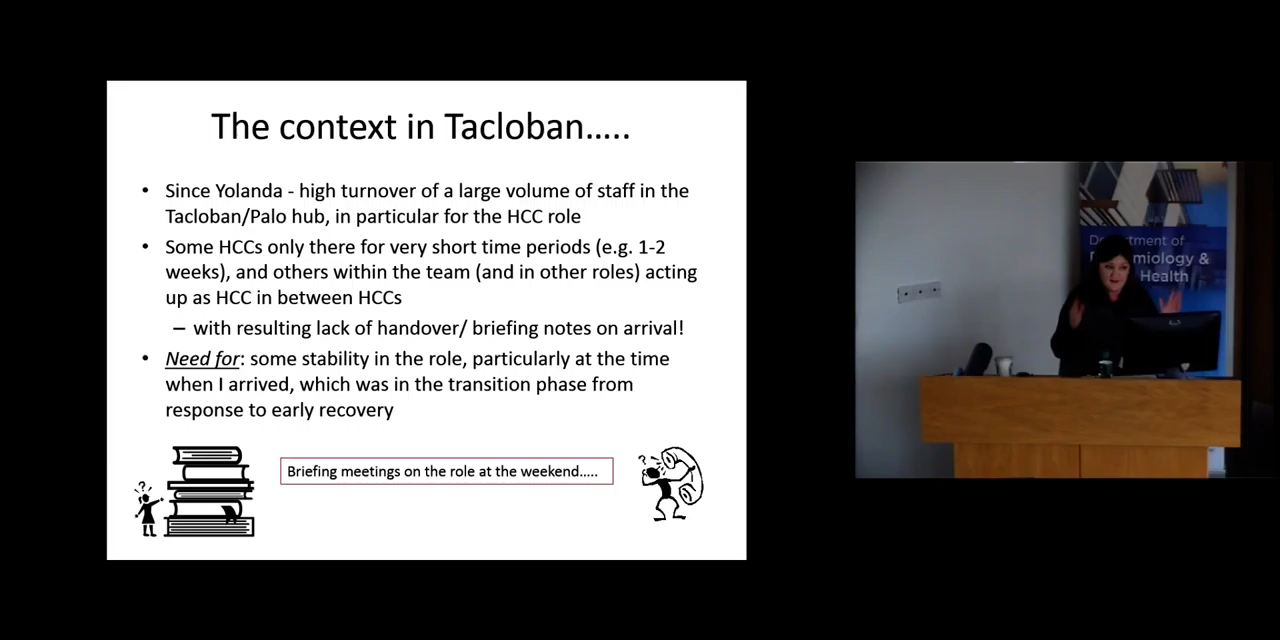 The context in Tacloban.....
• Since Yolanda - high turnover of a large volume of staff in the
Tacloban/Palo hub, in particular for the HCC role
• Some HCCs only there for very short time periods (e.g. 1-2
weeks), and others within the team (and in other roles) acting
up as HCC in between HCCs
– with resulting lack of handover/ briefing notes on arrival!
• Need for: some stability in the role, particularly at the time
when I arrived, which was in the transition phase from
response to early recovery
Briefing meetings on the role at the weekend.....
Department of
&
Health